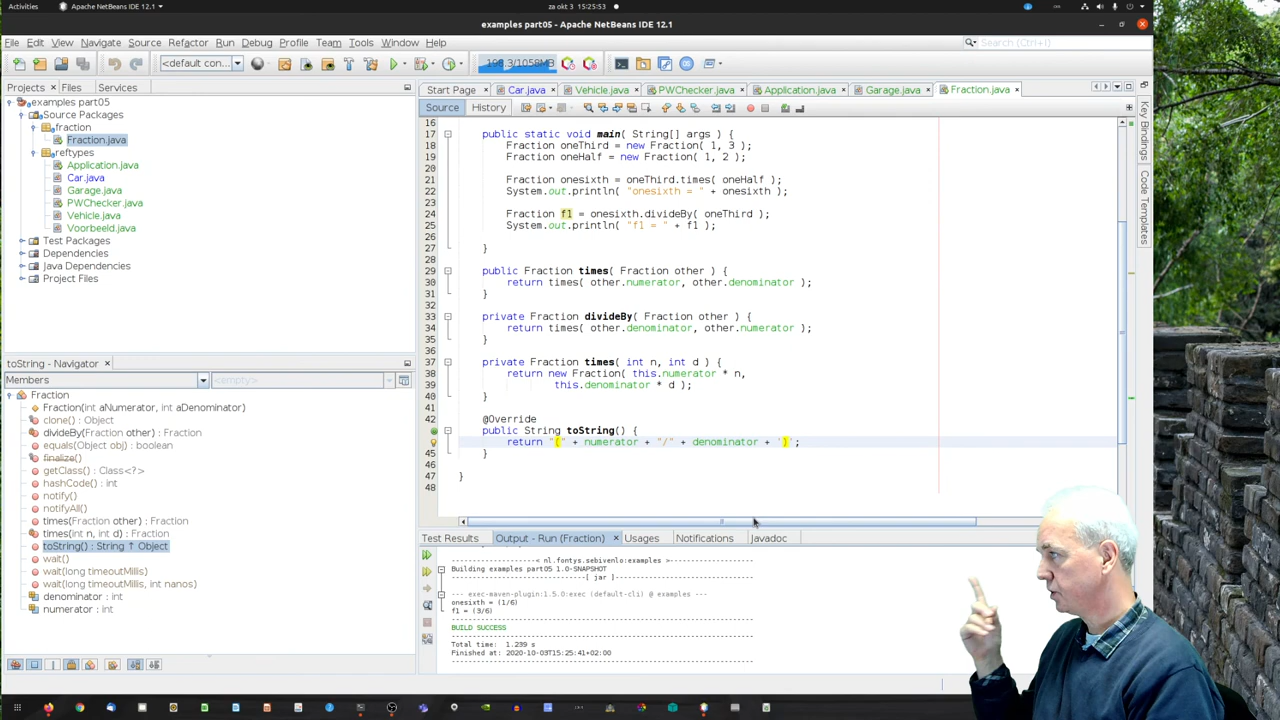 Activities
Apache NetBeans IDE 12.1
za okt 3 15:25:53
examples part05 - Apache NetBeans IDE 12.1
File Edit View Navigate Source Refactor Run Debug Profile Team Tools Window Help
Search (Ctrl+I)
<default con...
198.3/1058MB
Projects Files Services
examples part05
Source Packages
fraction
Fraction.java
reftypes
Application.java
Car.java
Garage.java
PWChecker.java
Vehicle.java
Voorbeeld.java
Test Packages
Dependencies
Java Dependencies
Project Files
toString - Navigator
Members
<empty>
Fraction
Fraction(int aNumerator, int aDenominator)
clone() : Object
divideBy(Fraction other) : Fraction
equals(Object obj) : boolean
finalize()
getClass() : Class<?>
hashCode() : int
notify()
notifyAll()
times(Fraction other) : Fraction
times(int n, int d) : Fraction
toString() : String ↑ Object
wait()
wait(long timeoutMillis)
wait(long timeoutMillis, int nanos)
denominator : int
numerator : int
Start Page Car.java Vehicle.java PWChecker.java Application.java Garage.java Fraction.java
Source History
16
17 public static void main( String[] args ) {
18 Fraction oneThird = new Fraction( 1, 3 );
19 Fraction oneHalf = new Fraction( 1, 2 );
20
21 Fraction onesixth = oneThird.times( oneHalf );
22 System.out.println( "onesixth = " + onesixth );
23
24 Fraction f1 = onesixth.divideBy( oneThird );
25 System.out.println( "f1 = " + f1 );
26
27 }
28
29 public Fraction times( Fraction other ) {
30 return times( other.numerator, other.denominator );
31 }
32
33 private Fraction divideBy( Fraction other ) {
34 return times( other.denominator, other.numerator );
35 }
36
37 private Fraction times( int n, int d ) {
38 return new Fraction( this.numerator * n,
39 this.denominator * d );
40 }
41
42 @Override
public String toString() {
return "(" + numerator + "/" + denominator + ')';
45 }
46
47 }
48
Key Bindings
Code Templates
Test Results Output - Run (Fraction) Usages Notifications Javadoc
-------------------< nl.fontys.sebivenlo:examples >-------------------
Building examples part05 1.0-SNAPSHOT
--------------------------------[ jar ]---------------------------------
--- exec-maven-plugin:1.5.0:exec (default-cli) @ examples ---
onesixth = (1/6)
f1 = (3/6)
BUILD SUCCESS
Total time: 1.239 s
Finished at: 2020-10-03T15:25:41+02:00